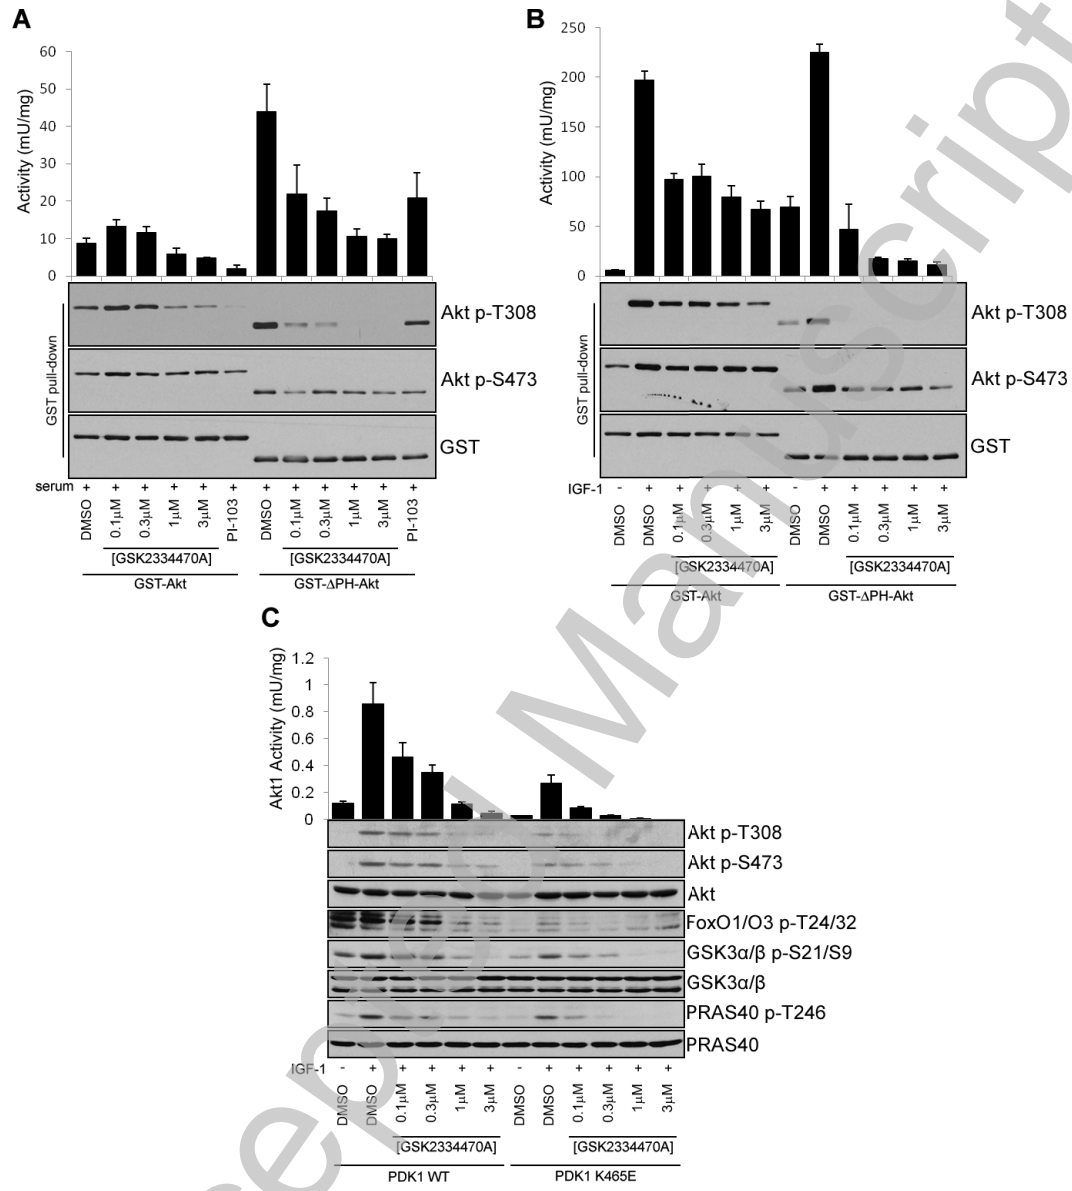 A
Activity (mU/mg)
60
50
40
30
20
10
0
GST pull-down
Akt p-T308
Akt p-S473
GST
serum + + + + + + + + + + + +
DMSO 0.1µM 0.3µM 1µM 3µM PI-103 DMSO 0.1µM 0.3µM 1µM 3µM PI-103
[GSK2334470A] [GSK2334470A]
GST-Akt GST-ΔPH-Akt
B
Activity (mU/mg)
250
200
150
100
50
0
GST pull-down
Akt p-T308
Akt p-S473
GST
IGF-1 - + + + + + - + + + + +
DMSO DMSO 0.1µM 0.3µM 1µM 3µM DMSO DMSO 0.1µM 0.3µM 1µM 3µM
[GSK2334470A] [GSK2334470A]
GST-Akt GST-ΔPH-Akt
C
Akt1 Activity (mU/mg)
1.2
1
0.8
0.6
0.4
0.2
0
Akt p-T308
Akt p-S473
Akt
FoxO1/O3 p-T24/32
GSK3α/β p-S21/S9
GSK3α/β
PRAS40 p-T246
PRAS40
IGF-1 - + + + + + - + + + + +
DMSO DMSO 0.1µM 0.3µM 1µM 3µM DMSO DMSO 0.1µM 0.3µM 1µM 3µM
[GSK2334470A] [GSK2334470A]
PDK1 WT PDK1 K465E
cepted Manuscript